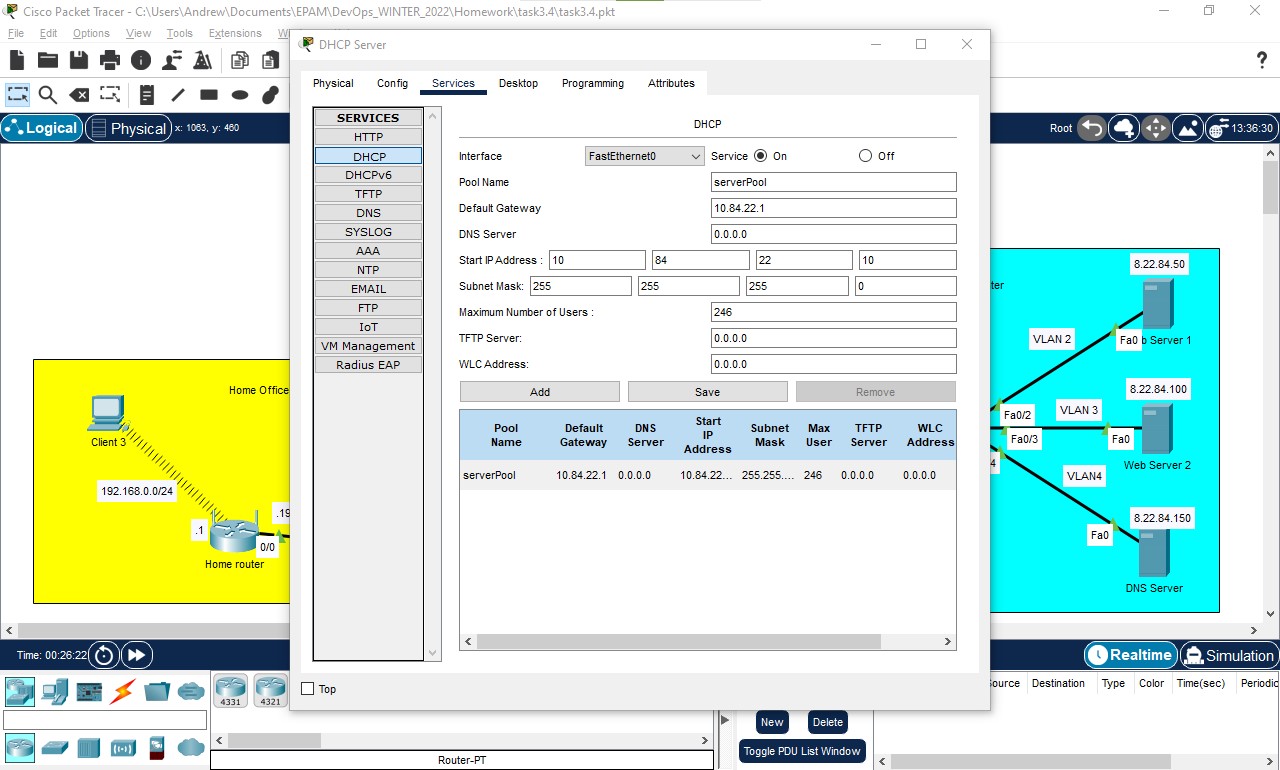 Cisco Packet Tracer - C:\Users\Andrew\Documents\EPAM\DevOps_WINTER_2022\Homework\task3.4\task3.4.pkt
File Edit Options View Tools Extensions
DHCP Server
Physical Config Services Desktop Programming Attributes
Logical Physical x: 1063, y: 460
Root 13:36:30
SERVICES
HTTP
DHCP
DHCPv6
TFTP
DNS
SYSLOG
AAA
NTP
EMAIL
FTP
IoT
VM Management
Radius EAP
DHCP
Interface FastEthernet0 Service On Off
Pool Name serverPool
Default Gateway 10.84.22.1
DNS Server 0.0.0.0
Start IP Address : 10 84 22 10
Subnet Mask: 255 255 255 0
Maximum Number of Users : 246
TFTP Server: 0.0.0.0
WLC Address: 0.0.0.0
Add Save Remove
Pool Name Default Gateway DNS Server Start IP Address Subnet Mask Max User TFTP Server WLC Address
serverPool 10.84.22.1 0.0.0.0 10.84.22... 255.255.... 246 0.0.0.0 0.0.0.0
Top
Home Office
Client 3
192.168.0.0/24
.1
.19
0/0
Home router
ter
8.22.84.50
VLAN 2
Fa0
b Server 1
8.22.84.100
Fa0/2
VLAN 3
Fa0/3
Fa0
Web Server 2
4
VLAN4
8.22.84.150
Fa0
DNS Server
Time: 00:26:22
Realtime Simulation
4331 4321
ource Destination Type Color Time(sec) Periodic
New Delete
Toggle PDU List Window
Router-PT